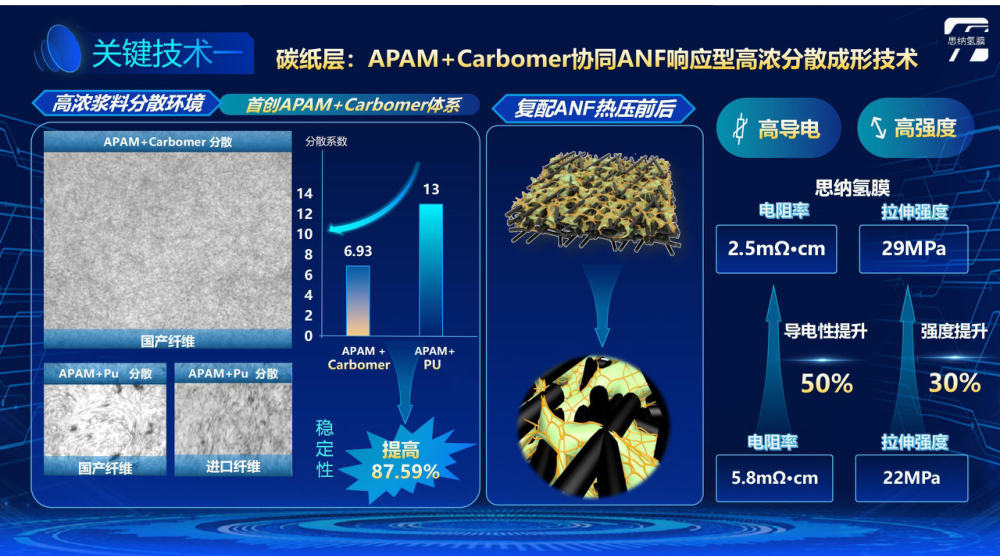 关键技术一
碳纸层：APAM+Carbomer协同ANF响应型高浓分散成形技术
思纳氢膜
高浓浆料分散环境
首创APAM+Carbomer体系
APAM+Carbomer 分散
国产纤维
APAM+Pu 分散
国产纤维
APAM+Pu 分散
进口纤维
分散系数
14
12
10
8
6
4
2
0
6.93
13
APAM +
Carbomer
APAM+
PU
稳定性
提高
87.59%
复配ANF热压前后
高导电
高强度
思纳氢膜
电阻率
2.5mΩ•cm
拉伸强度
29MPa
导电性提升
50%
强度提升
30%
电阻率
5.8mΩ•cm
拉伸强度
22MPa